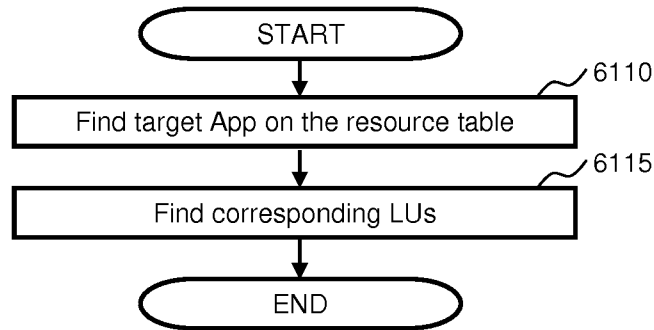 START
6110
Find target App on the resource table
6115
Find corresponding LUs
END